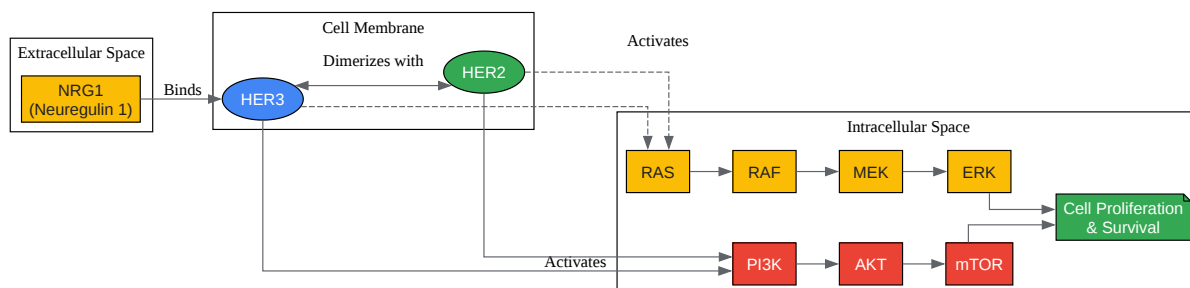 Extracellular Space
NRG1
(Neuregulin 1)
Binds
Cell Membrane
Dimerizes with
HER3
HER2
Activates
Intracellular Space
RAS
RAF
MEK
ERK
Cell Proliferation
& Survival
Activates
PI3K
AKT
mTOR